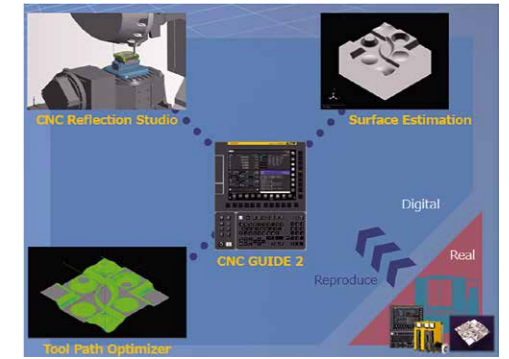 CNC Reflection Studio
Surface Estimation
Digital
CNC GUIDE 2
Real
Reproduce
Tool Path Optimizer